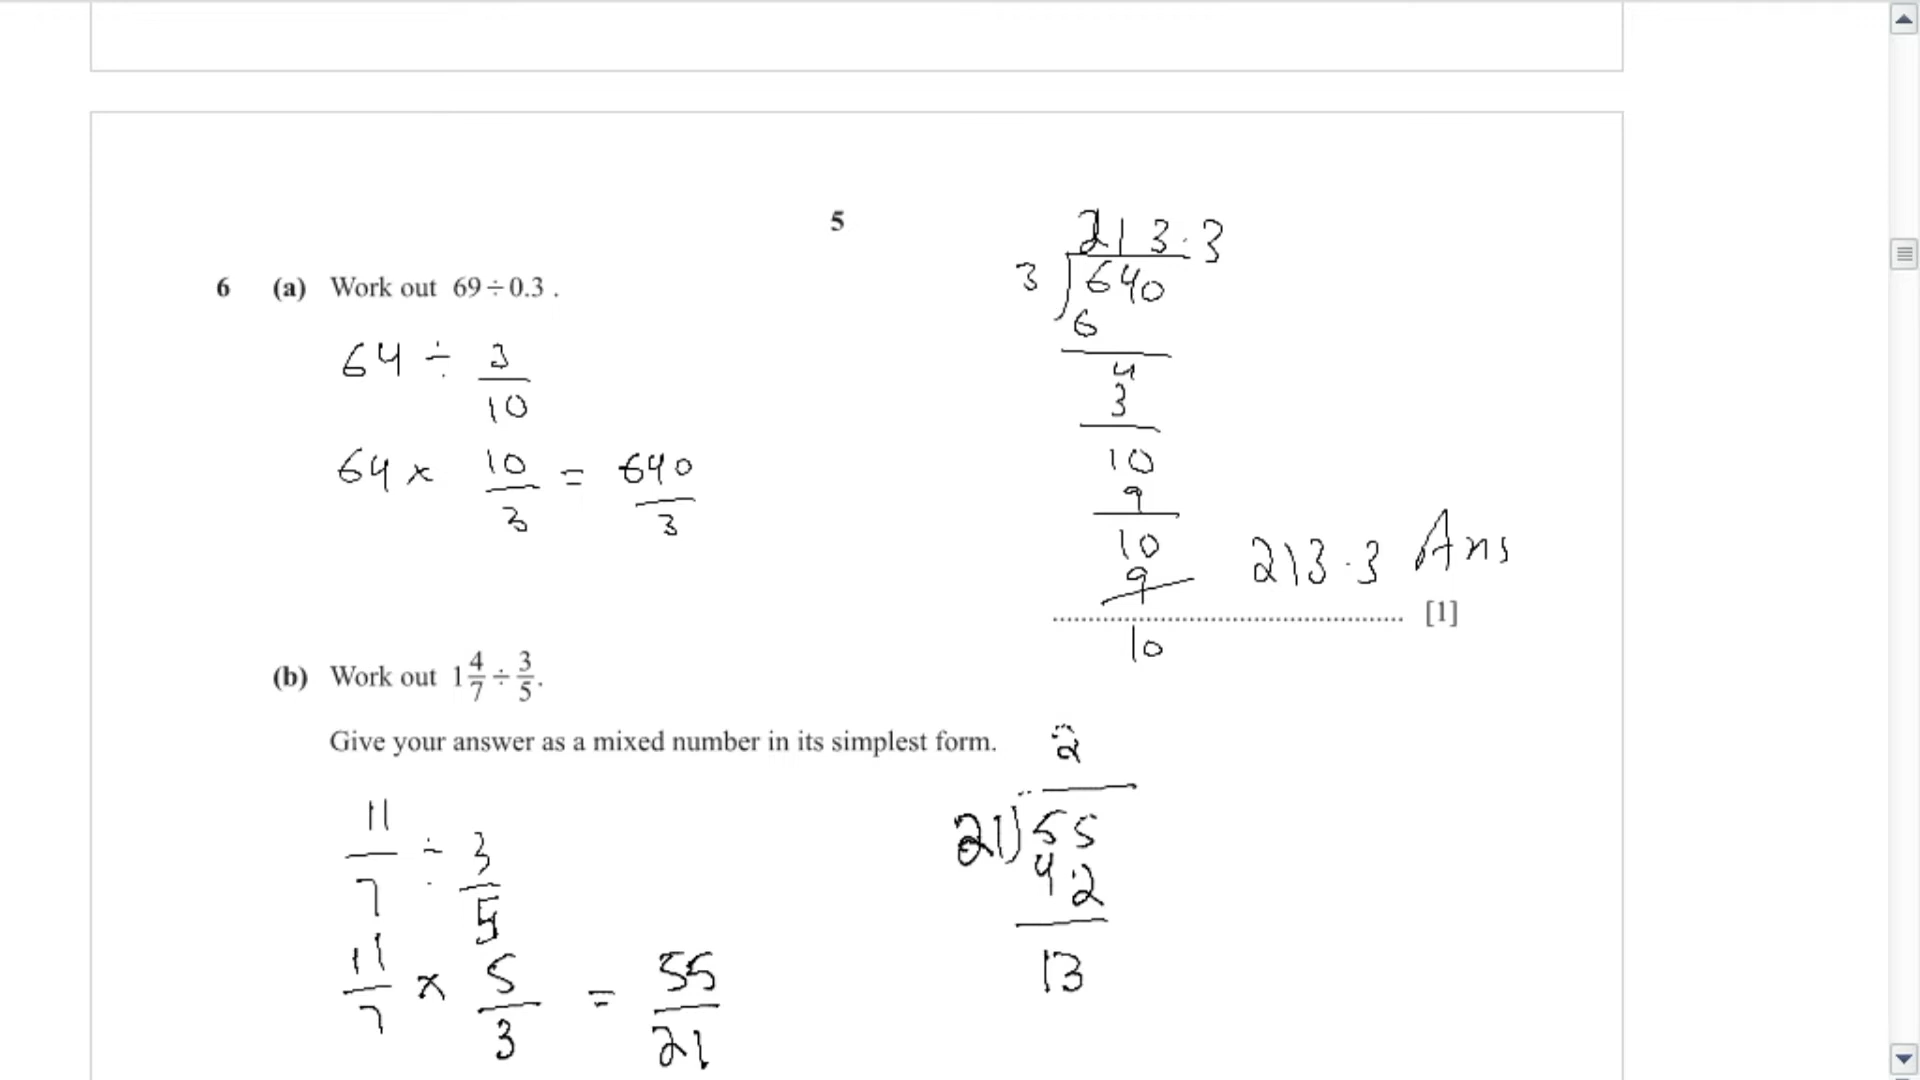 5
6 (a) Work out 69 ÷ 0.3 .
64 ÷ 3/10
64 × 10/3 = 640/3
213.3
3 ) 640
6
4
3
10
9
10
9
10
213.3 Ans
.................................................. [1]
(b) Work out 1 4/7 ÷ 3/5.
Give your answer as a mixed number in its simplest form.
11/7 ÷ 3/5
11/7 × 5/3 = 55/21
2
21 ) 55
42
13